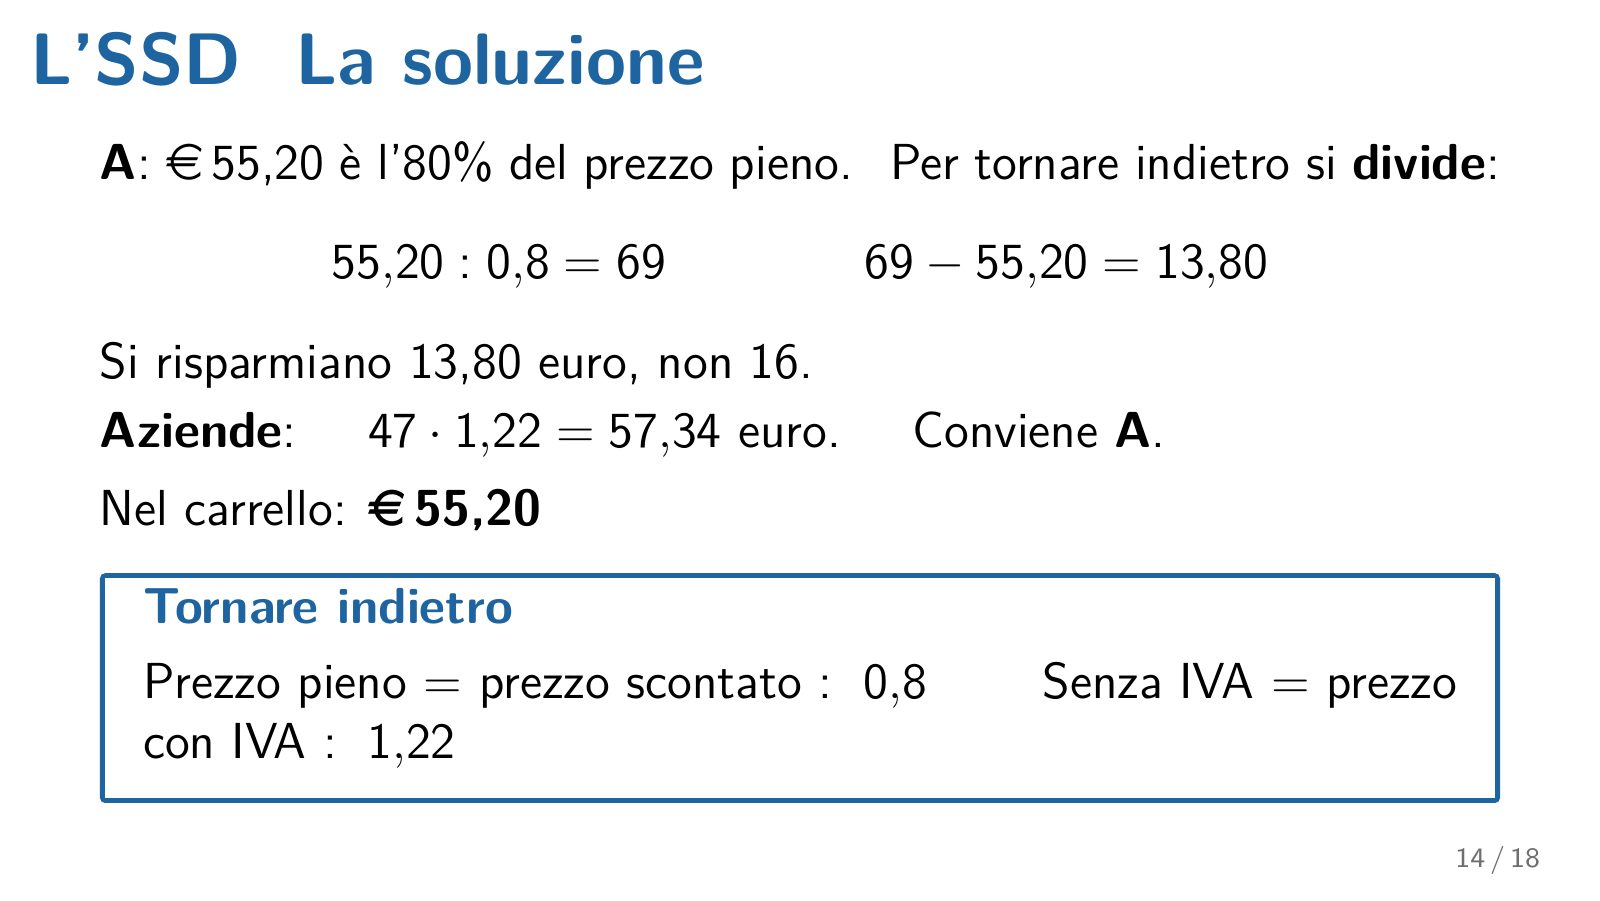 L'SSD La soluzione
A: € 55,20 è l'80% del prezzo pieno. Per tornare indietro si divide:
55,20 : 0,8 = 69 69 − 55,20 = 13,80
Si risparmiano 13,80 euro, non 16.
Aziende: 47 · 1,22 = 57,34 euro. Conviene A.
Nel carrello: € 55,20
Tornare indietro
Prezzo pieno = prezzo scontato : 0,8 Senza IVA = prezzo
con IVA : 1,22
14 / 18